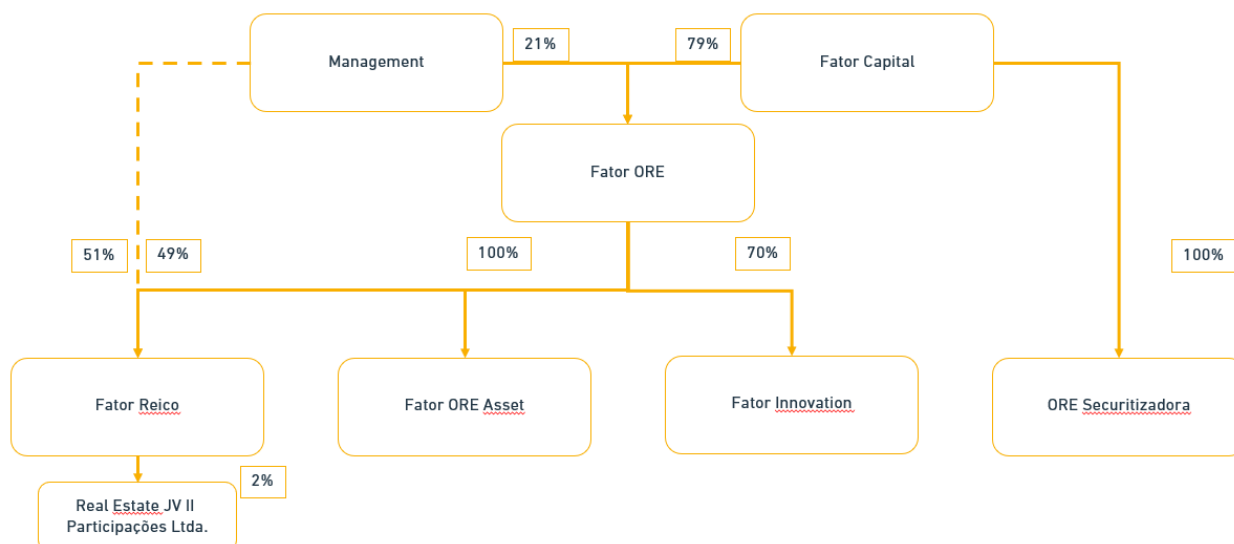 Management
21%
79%
Fator Capital
Fator ORE
51%
49%
100%
70%
100%
Fator Reico
Fator ORE Asset
Fator Innovation
ORE Securitizadora
2%
Real Estate JV II
Participações Ltda.